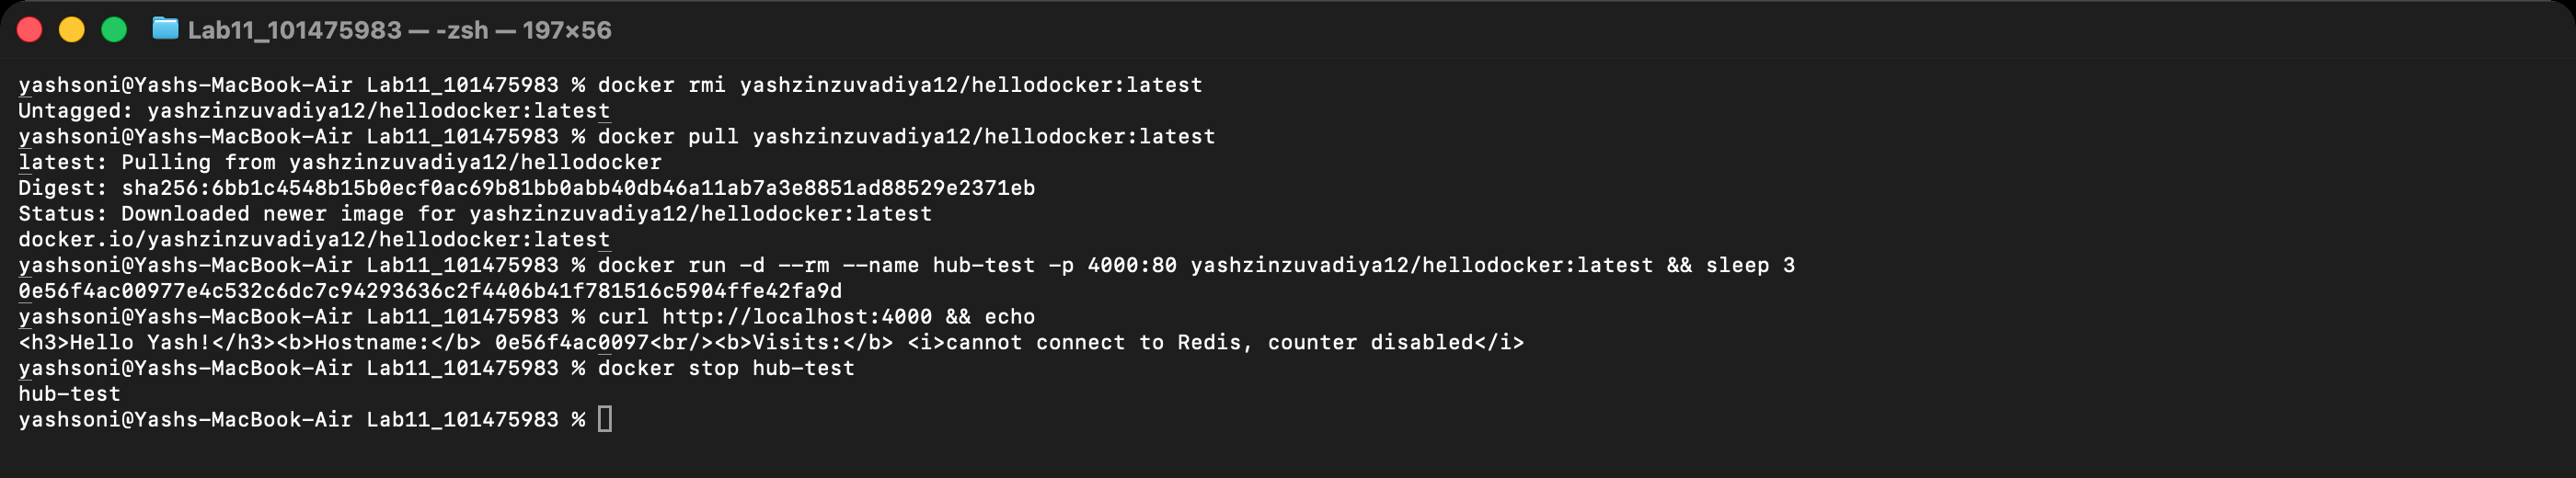 Lab11_101475983 — -zsh — 197×56
yashsoni@Yashs-MacBook-Air Lab11_101475983 % docker rmi yashzinzuvadiya12/hellodocker:latest
Untagged: yashzinzuvadiya12/hellodocker:latest
yashsoni@Yashs-MacBook-Air Lab11_101475983 % docker pull yashzinzuvadiya12/hellodocker:latest
latest: Pulling from yashzinzuvadiya12/hellodocker
Digest: sha256:6bb1c4548b15b0ecf0ac69b81bb0abb40db46a11ab7a3e8851ad88529e2371eb
Status: Downloaded newer image for yashzinzuvadiya12/hellodocker:latest
docker.io/yashzinzuvadiya12/hellodocker:latest
yashsoni@Yashs-MacBook-Air Lab11_101475983 % docker run -d --rm --name hub-test -p 4000:80 yashzinzuvadiya12/hellodocker:latest && sleep 3
0e56f4ac00977e4c532c6dc7c94293636c2f4406b41f781516c5904ffe42fa9d
yashsoni@Yashs-MacBook-Air Lab11_101475983 % curl http://localhost:4000 && echo
<h3>Hello Yash!</h3><b>Hostname:</b> 0e56f4ac0097<br/><b>Visits:</b> <i>cannot connect to Redis, counter disabled</i>
yashsoni@Yashs-MacBook-Air Lab11_101475983 % docker stop hub-test
hub-test
yashsoni@Yashs-MacBook-Air Lab11_101475983 %